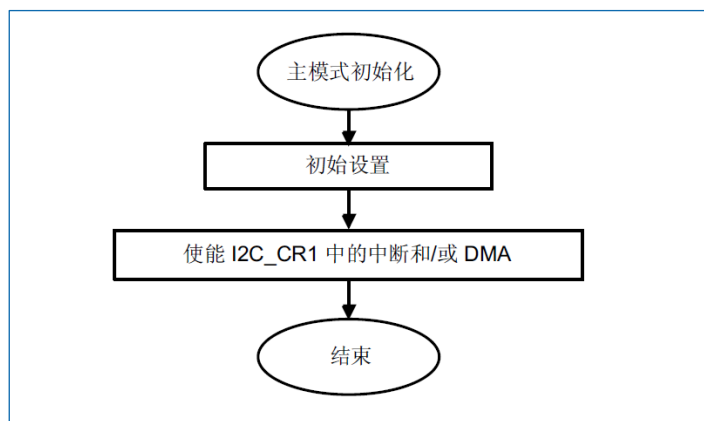 主模式初始化
初始设置
使能 I2C_CR1 中的中断和/或 DMA
结束